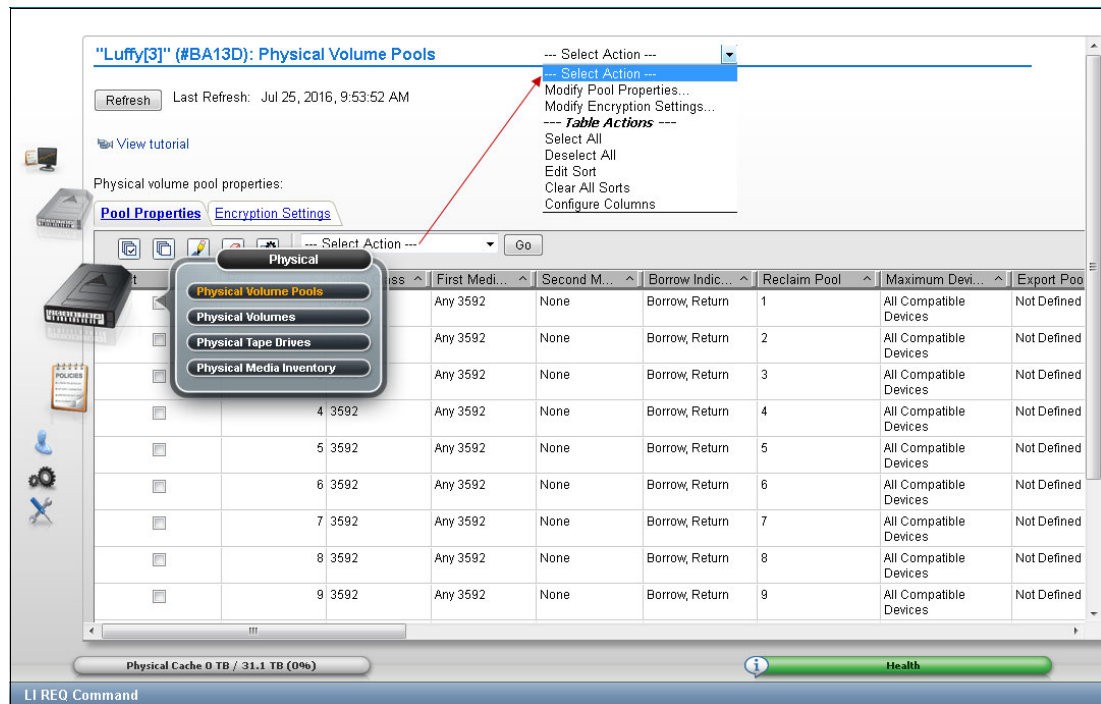 "Luffy[3]" (#BA13D): Physical Volume Pools
--- Select Action ---
--- Select Action ---
Modify Pool Properties...
Modify Encryption Settings...
--- Table Actions ---
Select All
Deselect All
Edit Sort
Clear All Sorts
Configure Columns
Refresh Last Refresh: Jul 25, 2016, 9:53:52 AM
View tutorial
Physical volume pool properties:
Pool Properties Encryption Settings
--- Select Action --- Go
First Medi... Second M... Borrow Indic... Reclaim Pool Maximum Devi... Export Poo
Physical
Physical Volume Pools
Physical Volumes
Physical Tape Drives
Physical Media Inventory
Any 3592 None Borrow, Return 1 All Compatible Devices Not Defined
Any 3592 None Borrow, Return 2 All Compatible Devices Not Defined
Any 3592 None Borrow, Return 3 All Compatible Devices Not Defined
4 3592 Any 3592 None Borrow, Return 4 All Compatible Devices Not Defined
5 3592 Any 3592 None Borrow, Return 5 All Compatible Devices Not Defined
6 3592 Any 3592 None Borrow, Return 6 All Compatible Devices Not Defined
7 3592 Any 3592 None Borrow, Return 7 All Compatible Devices Not Defined
8 3592 Any 3592 None Borrow, Return 8 All Compatible Devices Not Defined
9 3592 Any 3592 None Borrow, Return 9 All Compatible Devices Not Defined
POLICIES
Physical Cache 0 TB / 31.1 TB (0%)
Health
LI REQ Command